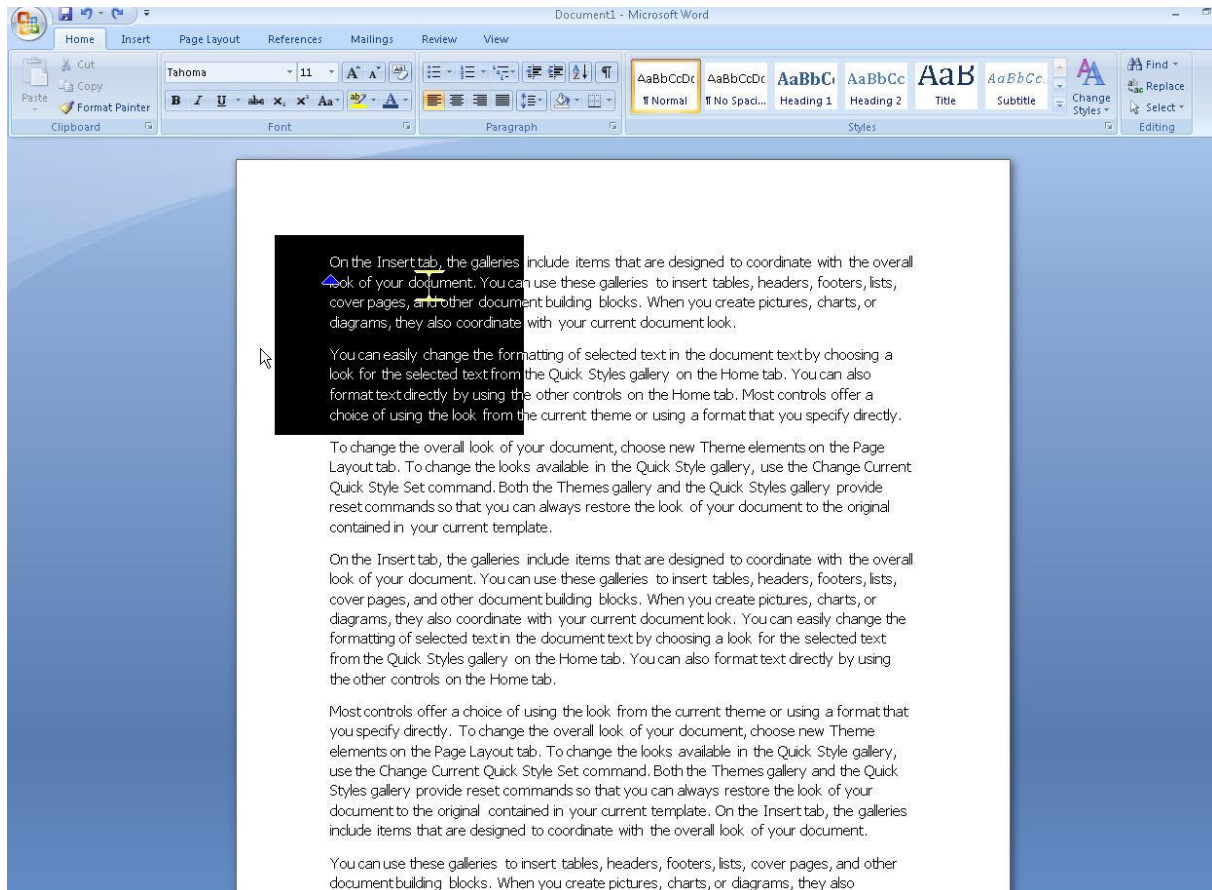 Document1 - Microsoft Word
Home Insert Page Layout References Mailings Review View
Cut
Copy
Paste
Format Painter
Clipboard
Tahoma 11
B I U abc X₂ X² Aa
Font
Paragraph
AaBbCcDc AaBbCcDc AaBbC AaBbCc AaB AaBbCc.
¶ Normal ¶ No Spaci... Heading 1 Heading 2 Title Subtitle
Change Styles
Styles
Find
Replace
Select
Editing
On the Insert tab, the galleries include items that are designed to coordinate with the overall
look of your document. You can use these galleries to insert tables, headers, footers, lists,
cover pages, and other document building blocks. When you create pictures, charts, or
diagrams, they also coordinate with your current document look.
You can easily change the formatting of selected text in the document text by choosing a
look for the selected text from the Quick Styles gallery on the Home tab. You can also
format text directly by using the other controls on the Home tab. Most controls offer a
choice of using the look from the current theme or using a format that you specify directly.
To change the overall look of your document, choose new Theme elements on the Page
Layout tab. To change the looks available in the Quick Style gallery, use the Change Current
Quick Style Set command. Both the Themes gallery and the Quick Styles gallery provide
reset commands so that you can always restore the look of your document to the original
contained in your current template.
On the Insert tab, the galleries include items that are designed to coordinate with the overall
look of your document. You can use these galleries to insert tables, headers, footers, lists,
cover pages, and other document building blocks. When you create pictures, charts, or
diagrams, they also coordinate with your current document look. You can easily change the
formatting of selected text in the document text by choosing a look for the selected text
from the Quick Styles gallery on the Home tab. You can also format text directly by using
the other controls on the Home tab.
Most controls offer a choice of using the look from the current theme or using a format that
you specify directly. To change the overall look of your document, choose new Theme
elements on the Page Layout tab. To change the looks available in the Quick Style gallery,
use the Change Current Quick Style Set command. Both the Themes gallery and the Quick
Styles gallery provide reset commands so that you can always restore the look of your
document to the original contained in your current template. On the Insert tab, the galleries
include items that are designed to coordinate with the overall look of your document.
You can use these galleries to insert tables, headers, footers, lists, cover pages, and other
document building blocks. When you create pictures, charts, or diagrams, they also